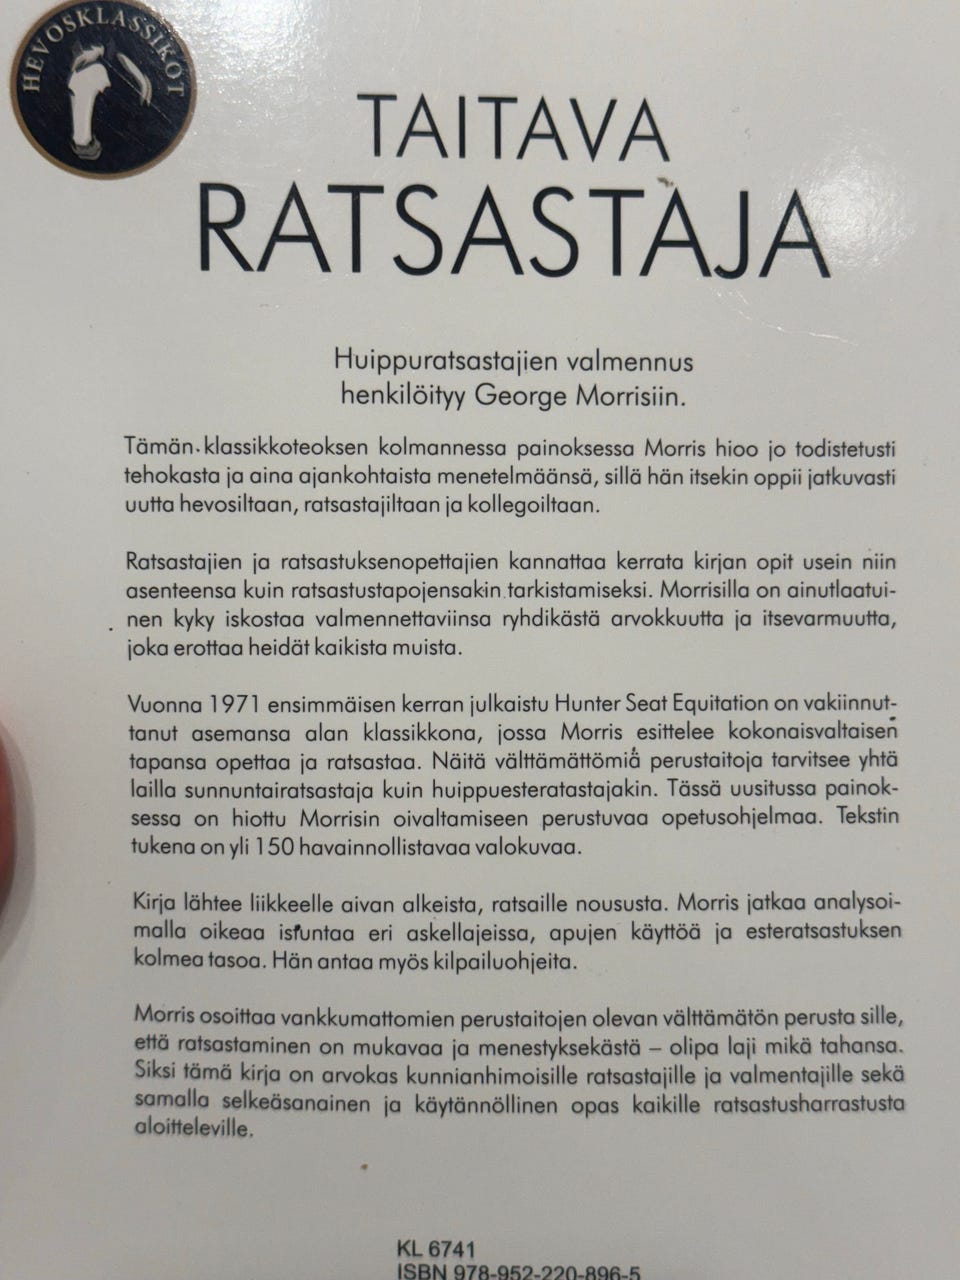 HEVOSKLASSIKOT
TAITAVA
RATSASTAJA
Huippuratsastajien valmennus
henkilöityy George Morrisiin.
Tämän klassikkoteoksen kolmannessa painoksessa Morris hioo jo todistetusti
tehokasta ja aina ajankohtaista menetelmäänsä, sillä hän itsekin oppii jatkuvasti
uutta hevosiltaan, ratsastajiltaan ja kollegoiltaan.
Ratsastajien ja ratsastuksenopettajien kannattaa kerrata kirjan opit usein niin
asenteensa kuin ratsastustapojensakin tarkistamiseksi. Morrisilla on ainutlaatui-
nen kyky iskostaa valmennettaviinsa ryhdikästä arvokkuutta ja itsevarmuutta,
joka erottaa heidät kaikista muista.
Vuonna 1971 ensimmäisen kerran julkaistu Hunter Seat Equitation on vakiinnut-
tanut asemansa alan klassikkona, jossa Morris esittelee kokonaisvaltaisen
tapansa opettaa ja ratsastaa. Näitä välttämättömiä perustaitoja tarvitsee yhtä
lailla sunnuntairatsastaja kuin huippuesteratastajakin. Tässä uusitussa painok-
sessa on hiottu Morrisin oivaltamiseen perustuvaa opetusohjelmaa. Tekstin
tukena on yli 150 havainnollistavaa valokuvaa.
Kirja lähtee liikkeelle aivan alkeista, ratsaille noususta. Morris jatkaa analysoi-
malla oikeaa istuntaa eri askellajeissa, apujen käyttöä ja esteratsastuksen
kolmea tasoa. Hän antaa myös kilpailuohjeita.
Morris osoittaa vankkumattomien perustaitojen olevan välttämätön perusta sille,
että ratsastaminen on mukavaa ja menestyksekästä – olipa laji mikä tahansa.
Siksi tämä kirja on arvokas kunnianhimoisille ratsastajille ja valmentajille sekä
samalla selkeäsanainen ja käytännöllinen opas kaikille ratsastusharrastusta
aloitteleville.
KL 6741
ISBN 978-952-220-896-5